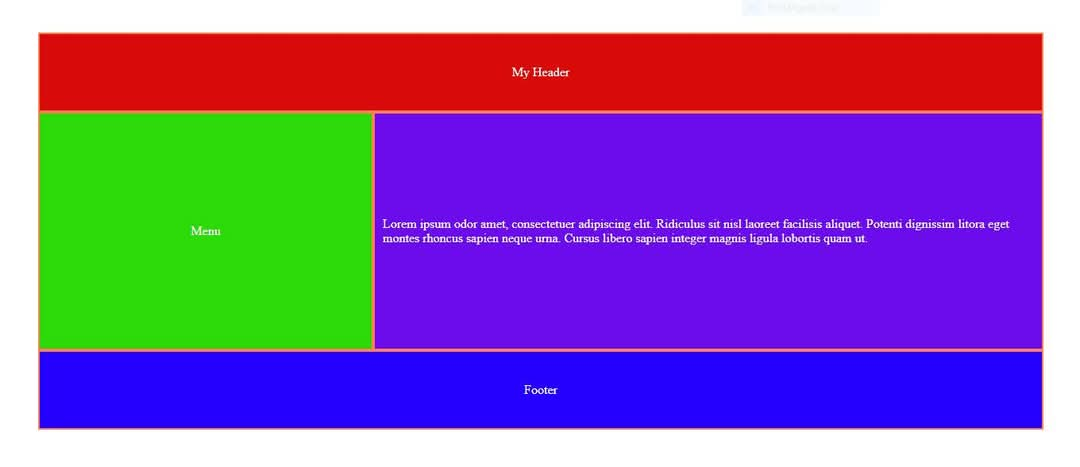 My Header
Menu
Lorem ipsum odor amet, consectetuer adipiscing elit. Ridiculus sit nisl laoreet facilisis aliquet. Potenti dignissim litora eget
montes rhoncus sapien neque urna. Cursus libero sapien integer magnis ligula lobortis quam ut.
Footer